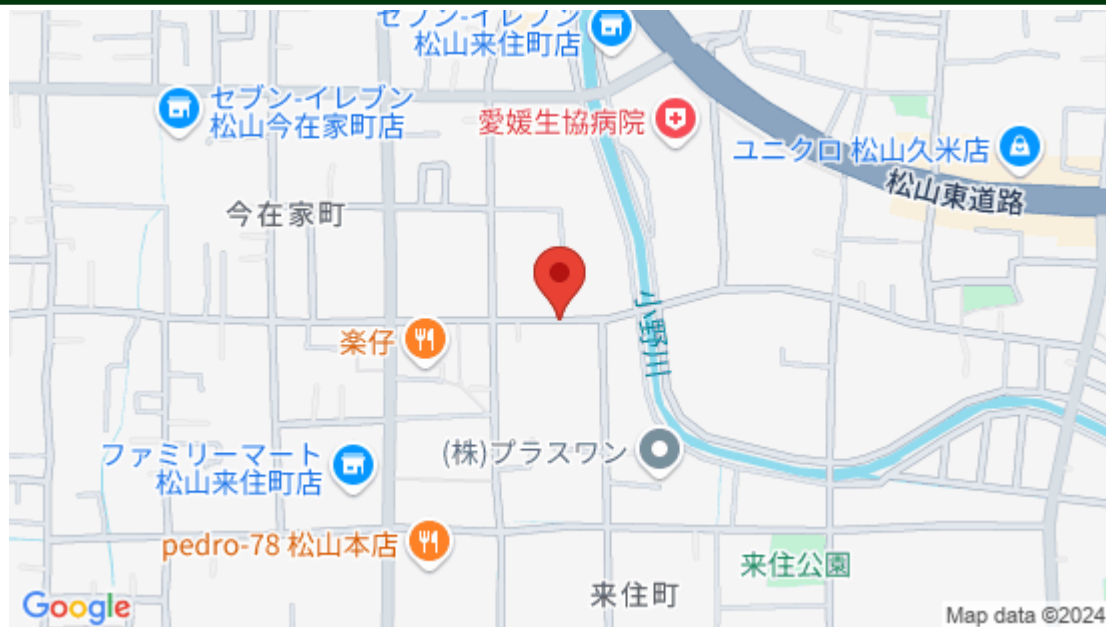 セブン-イレブン
松山来住町店
セブン-イレブン
松山今在家町店
愛媛生協病院
ユニクロ 松山久米店
松山東道路
今在家町
小野川
楽仔
ファミリーマート
松山来住町店
(株)プラスワン
pedro-78 松山本店
来住公園
来住町
Google
Map data ©2024